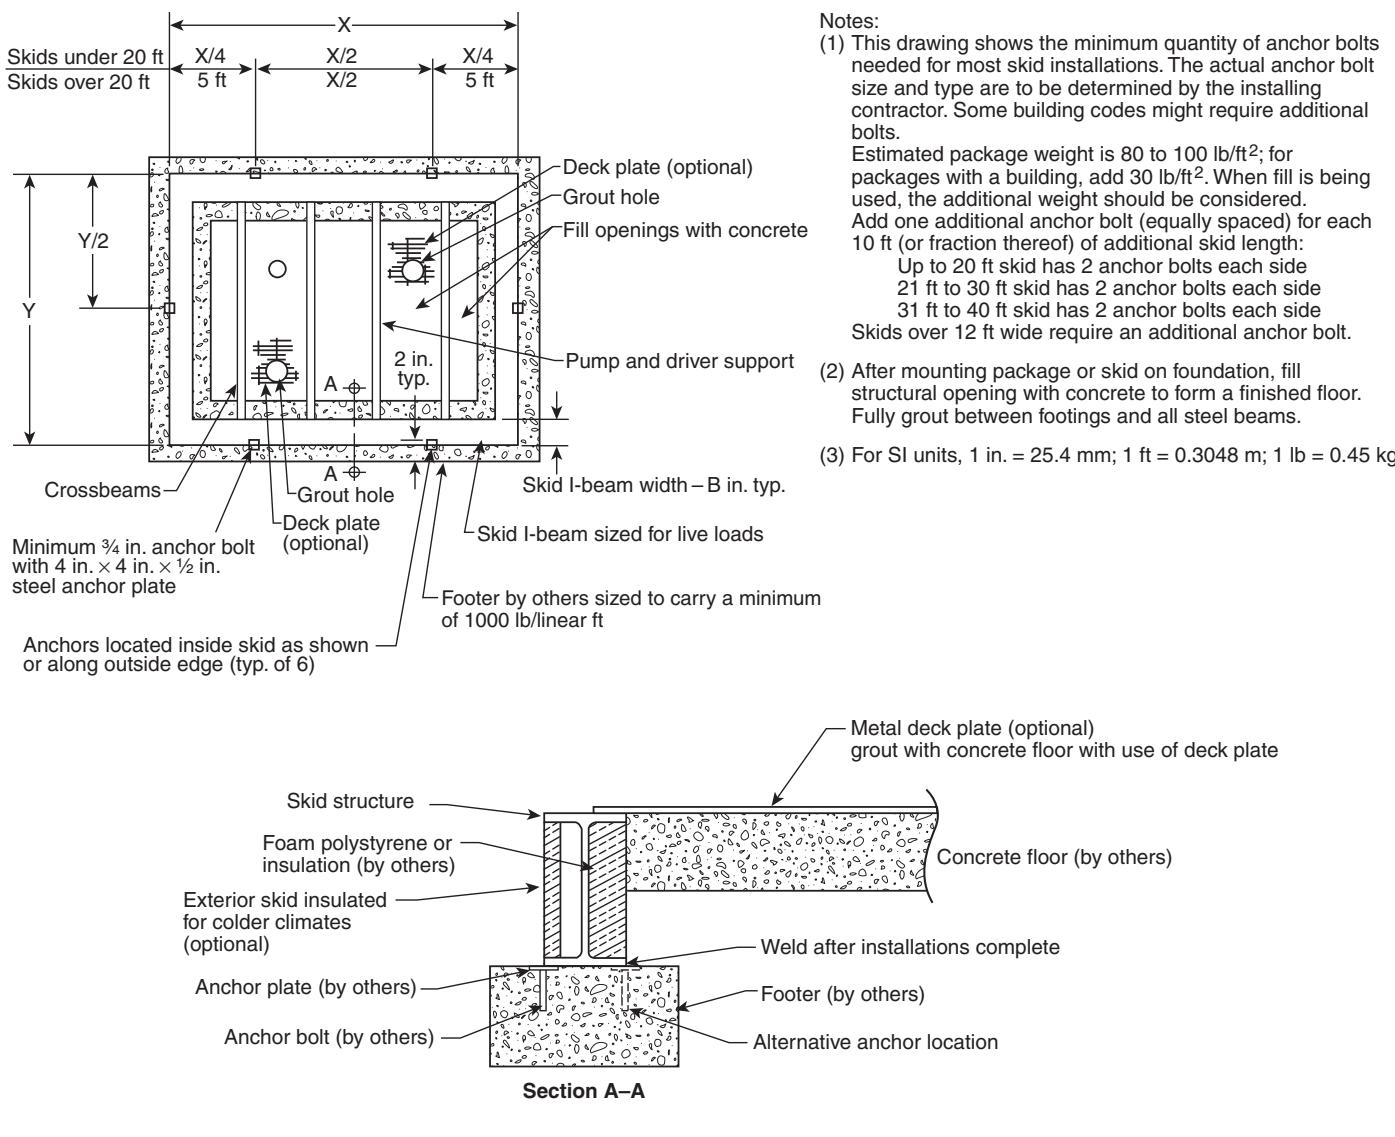 X
Skids under 20 ft X/4 X/2 X/4
Skids over 20 ft 5 ft X/2 5 ft
Y/2
Y
Deck plate (optional)
Grout hole
Fill openings with concrete
Pump and driver support
2 in.
typ.
A
A
Skid I-beam width – B in. typ.
Crossbeams
Grout hole
Deck plate
(optional)
Skid I-beam sized for live loads
Minimum ¾ in. anchor bolt
with 4 in. × 4 in. × ½ in.
steel anchor plate
Footer by others sized to carry a minimum
of 1000 lb/linear ft
Anchors located inside skid as shown
or along outside edge (typ. of 6)
Notes:
(1) This drawing shows the minimum quantity of anchor bolts
needed for most skid installations. The actual anchor bolt
size and type are to be determined by the installing
contractor. Some building codes might require additional
bolts.
Estimated package weight is 80 to 100 lb/ft²; for
packages with a building, add 30 lb/ft². When fill is being
used, the additional weight should be considered.
Add one additional anchor bolt (equally spaced) for each
10 ft (or fraction thereof) of additional skid length:
Up to 20 ft skid has 2 anchor bolts each side
21 ft to 30 ft skid has 2 anchor bolts each side
31 ft to 40 ft skid has 2 anchor bolts each side
Skids over 12 ft wide require an additional anchor bolt.
(2) After mounting package or skid on foundation, fill
structural opening with concrete to form a finished floor.
Fully grout between footings and all steel beams.
(3) For SI units, 1 in. = 25.4 mm; 1 ft = 0.3048 m; 1 lb = 0.45 kg
Metal deck plate (optional)
grout with concrete floor with use of deck plate
Skid structure
Foam polystyrene or
insulation (by others)
Concrete floor (by others)
Exterior skid insulated
for colder climates
(optional)
Weld after installations complete
Anchor plate (by others)
Footer (by others)
Anchor bolt (by others)
Alternative anchor location
Section A–A